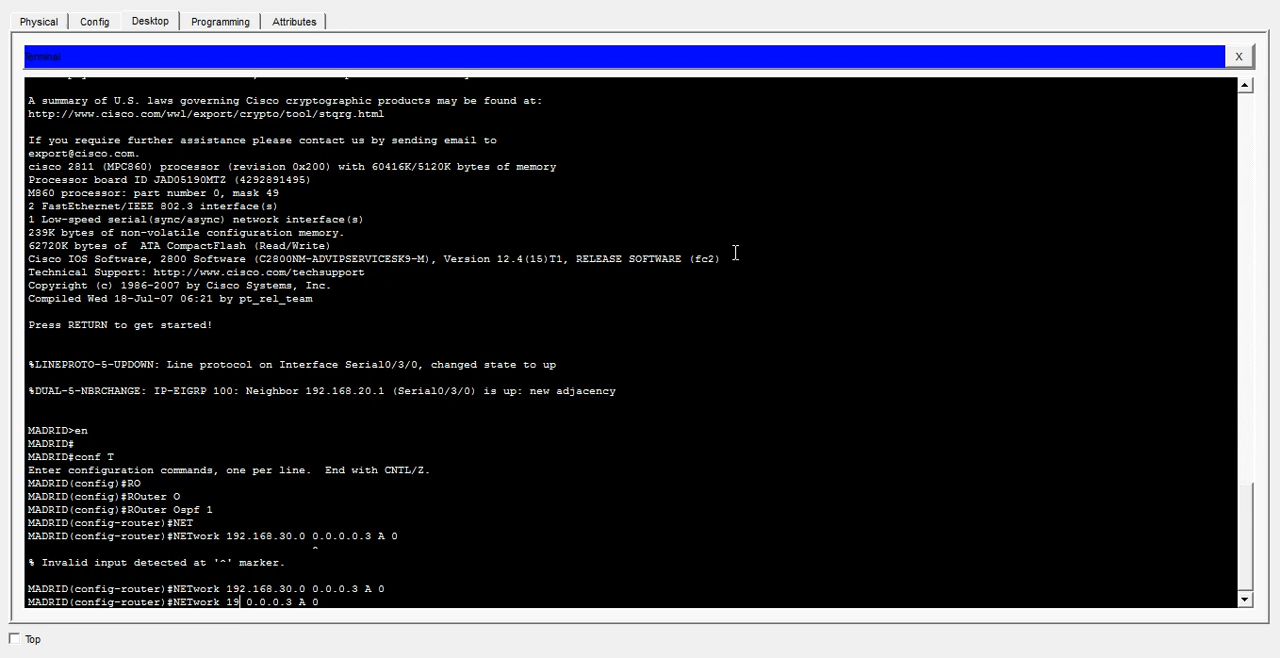 Physical
Config
Desktop
Programming
Attributes
Terminal
X
A summary of U.S. laws governing Cisco cryptographic products may be found at:
http://www.cisco.com/wwl/export/crypto/tool/stqrg.html
If you require further assistance please contact us by sending email to
export@cisco.com.
cisco 2811 (MPC860) processor (revision 0x200) with 60416K/5120K bytes of memory
Processor board ID JAD05190MTZ (4292891495)
M860 processor: part number 0, mask 49
2 FastEthernet/IEEE 802.3 interface(s)
1 Low-speed serial(sync/async) network interface(s)
239K bytes of non-volatile configuration memory.
62720K bytes of  ATA CompactFlash (Read/Write)
Cisco IOS Software, 2800 Software (C2800NM-ADVIPSERVICESK9-M), Version 12.4(15)T1, RELEASE SOFTWARE (fc2)
Technical Support: http://www.cisco.com/techsupport
Copyright (c) 1986-2007 by Cisco Systems, Inc.
Compiled Wed 18-Jul-07 06:21 by pt_rel_team
Press RETURN to get started!
%LINEPROTO-5-UPDOWN: Line protocol on Interface Serial0/3/0, changed state to up
%DUAL-5-NBRCHANGE: IP-EIGRP 100: Neighbor 192.168.20.1 (Serial0/3/0) is up: new adjacency
MADRID>en
MADRID#
MADRID#conf T
Enter configuration commands, one per line.  End with CNTL/Z.
MADRID(config)#RO
MADRID(config)#ROuter O
MADRID(config)#ROuter Ospf 1
MADRID(config-router)#NET
MADRID(config-router)#NETwork 192.168.30.0 0.0.0.0.3 A 0
^
% Invalid input detected at '^' marker.
MADRID(config-router)#NETwork 192.168.30.0 0.0.0.3 A 0
MADRID(config-router)#NETwork 19 0.0.0.3 A 0
Top